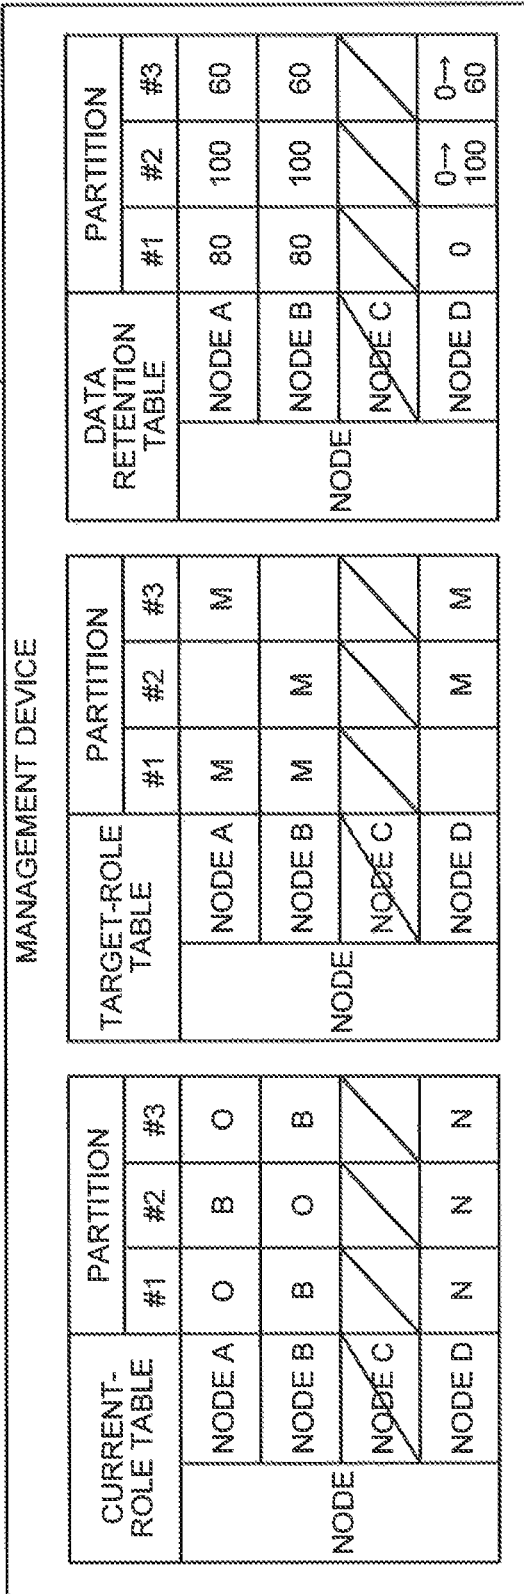 MANAGEMENT DEVICE
CURRENT-
ROLE TABLE
PARTITION
#1 #2 #3
NODE
NODE A O B O
NODE B B O B
NODE C
NODE D N N N
TARGET-ROLE
TABLE
PARTITION
#1 #2 #3
NODE
NODE A M M
NODE B M M
NODE C
NODE D M M
DATA
RETENTION
TABLE
PARTITION
#1 #2 #3
NODE
NODE A 80 100 60
NODE B 80 100 60
NODE C
NODE D 0 0→ 0→
100 60